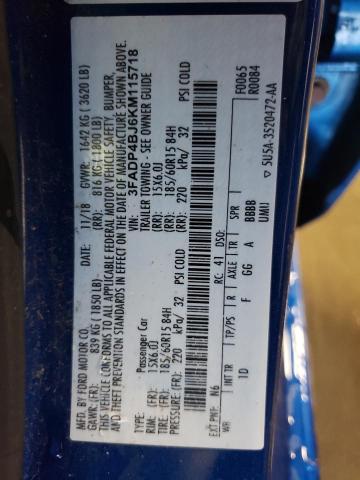 MFD. BY FORD MOTOR CO.
DATE: 11/18 GVWR: 1642 KG ( 3620 LB)
GAWR: (FR): 839 KG ( 1850 LB) (RR): 816 KG ( 1800 LB)
THIS VEHICLE CONFORMS TO ALL APPLICABLE FEDERAL MOTOR VEHICLE SAFETY, BUMPER,
AND THEFT PREVENTION STANDARDS IN EFFECT ON THE DATE OF MANUFACTURE SHOWN ABOVE.
VIN: 3FADP4BJ6KM115718
Passenger Car TRAILER TOWING - SEE OWNER GUIDE
RIM: (FR): 15X6.0J (RR): 15X6.0J
TIRE: (FR): 185/60R15 84H (RR): 185/60R15 84H
PRESSURE: (FR): 220 kPa/ 32 PSI COLD (RR): 220 kPa/ 32 PSI COLD
F0065
R0084
EXT PNT: N6 RC: 41 DSO:
WB INT TR TP/PS R AXLE TR SPR
1D F GG A BBBB
UMU
▽ 5U5A-3520472-AA